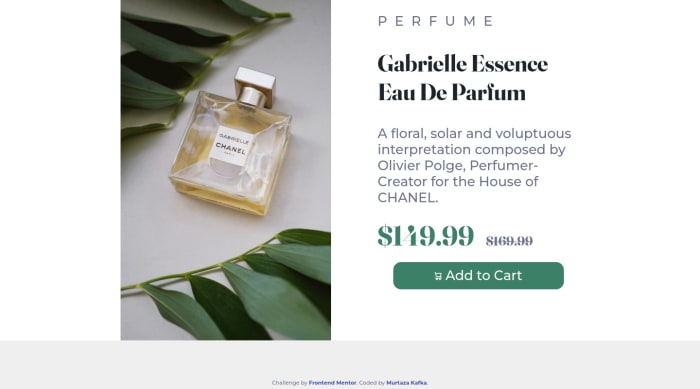 PERFUME
Gabrielle Essence
Eau De Parfum
A floral, solar and voluptuous
interpretation composed by
Olivier Polge, Perfumer-
Creator for the House of
CHANEL.
$149.99 $169.99
Add to Cart
GABRIELLE
CHANEL
PARIS
Challenge by Frontend Mentor. Coded by Murtaza Kafka.